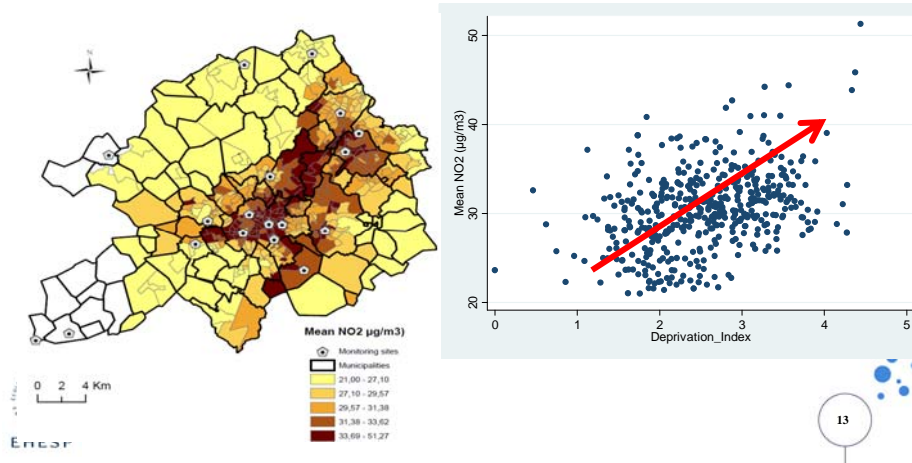 N
Mean NO2 µg/m3)
Monitoring sites
Municipalities
21,00 - 27,10
27,10 - 29,57
29,57 - 31,38
31,38 - 33,62
33,69 - 51,27
0 2 4 Km
EHESP
Mean NO2 (µg/m3)
50
40
30
20
0 1 2 3 4 5
Deprivation_Index
13